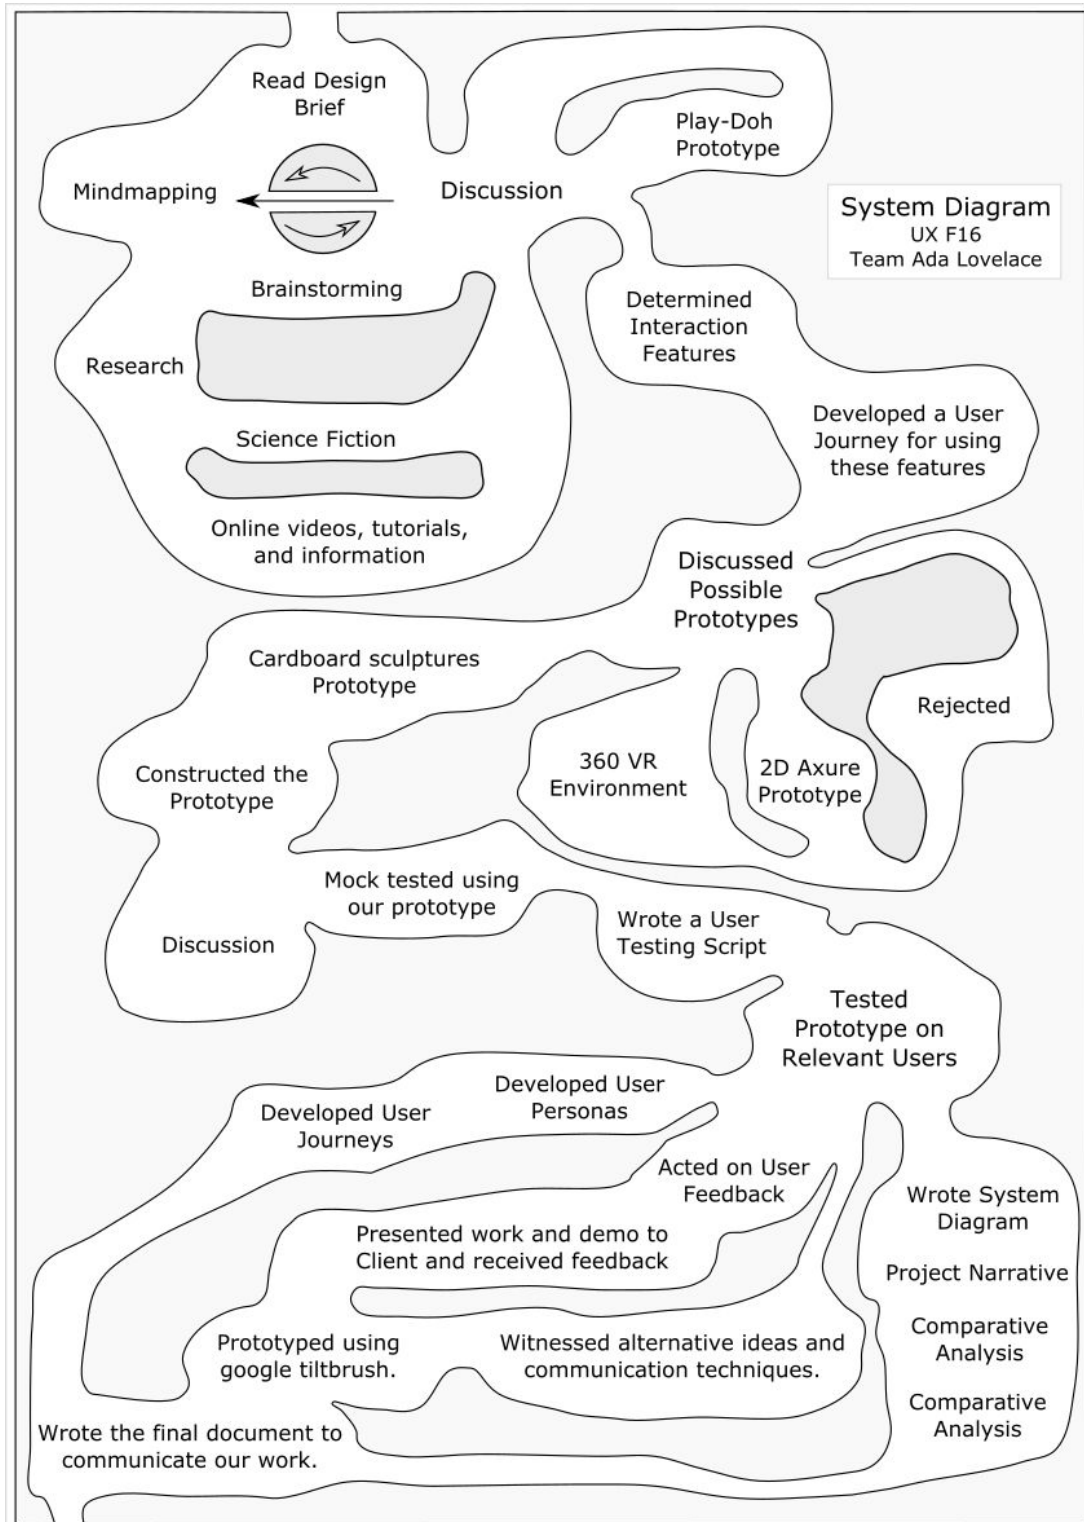 Read Design
Brief
Play-Doh
Prototype
Mindmapping
Discussion
System Diagram
UX F16
Team Ada Lovelace
Brainstorming
Determined
Interaction
Features
Research
Developed a User
Journey for using
these features
Science Fiction
Online videos, tutorials,
and information
Discussed
Possible
Prototypes
Cardboard sculptures
Prototype
Rejected
360 VR
Environment
2D Axure
Prototype
Constructed the
Prototype
Mock tested using
our prototype
Wrote a User
Testing Script
Discussion
Tested
Prototype on
Relevant Users
Developed User
Personas
Developed User
Journeys
Acted on User
Feedback
Wrote System
Diagram
Presented work and demo to
Client and received feedback
Project Narrative
Comparative
Analysis
Prototyped using
google tiltbrush.
Witnessed alternative ideas and
communication techniques.
Comparative
Analysis
Wrote the final document to
communicate our work.